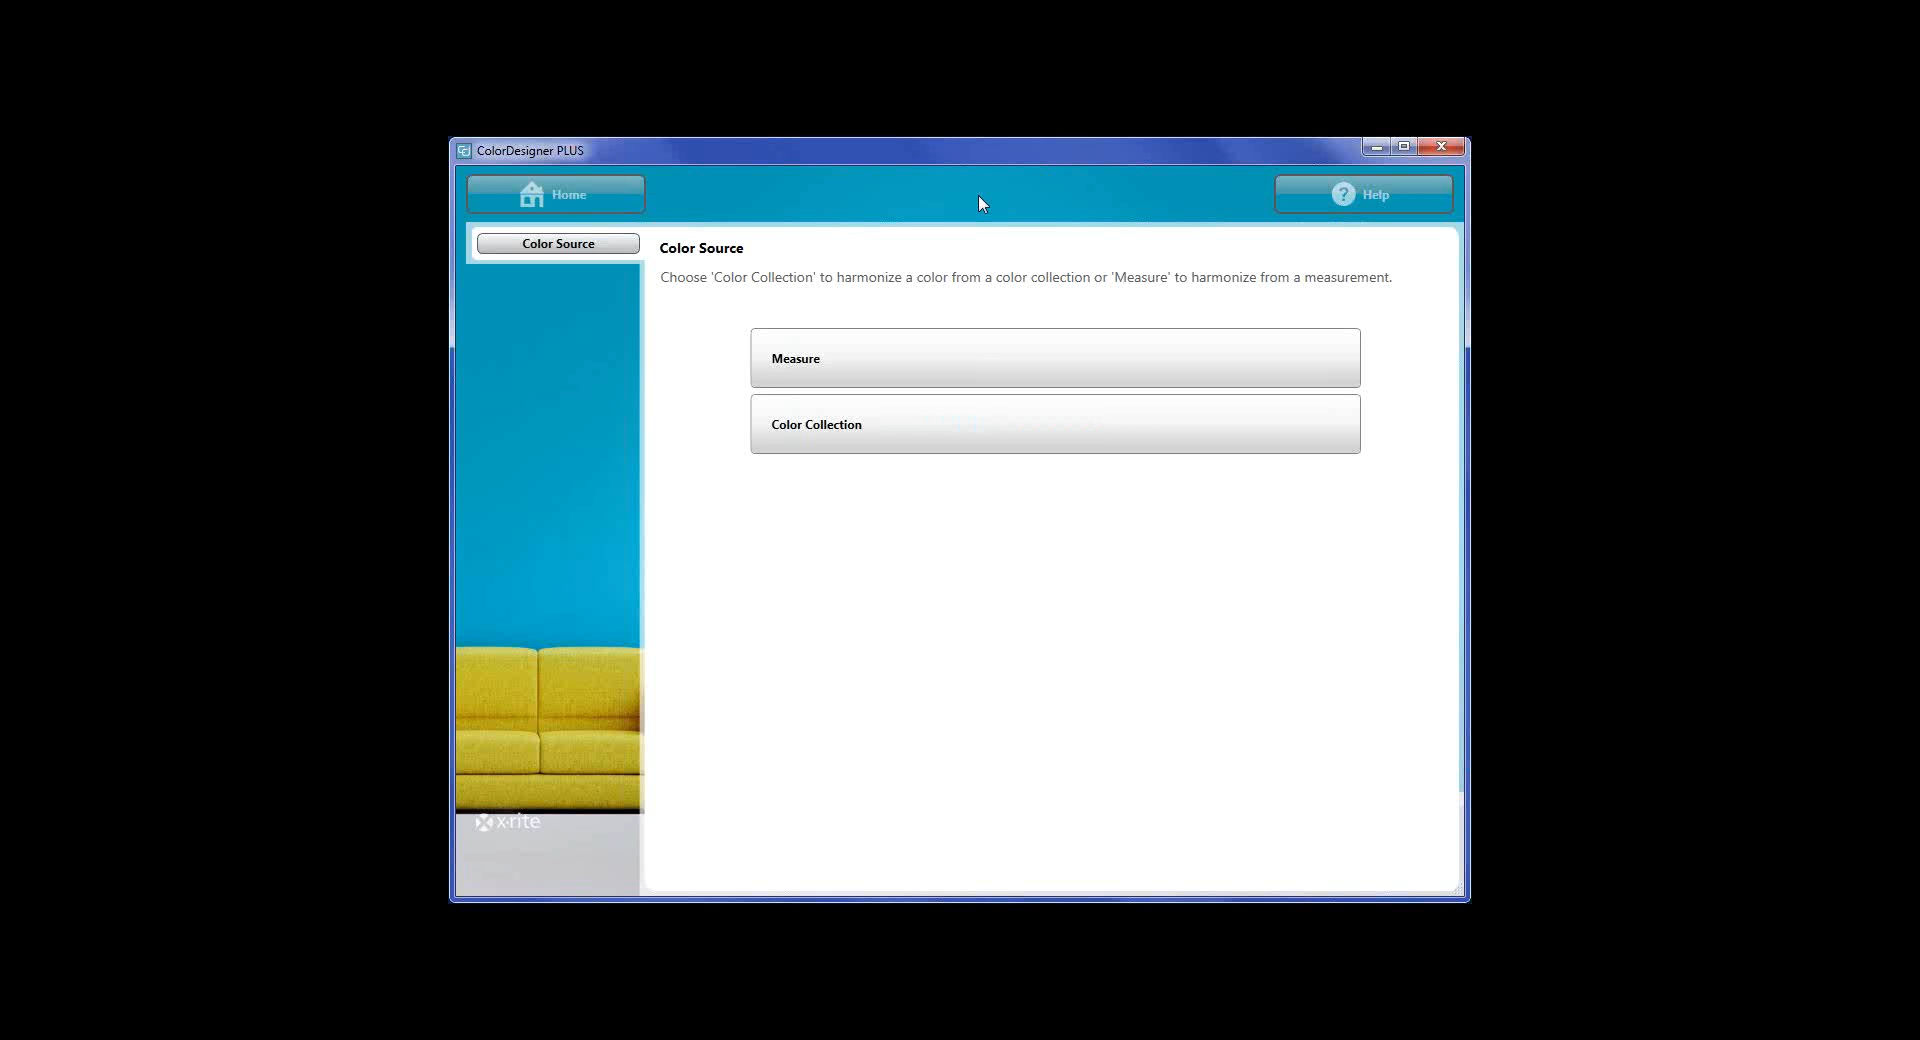 ColorDesigner PLUS
Home
Help
Color Source
Color Source
Choose 'Color Collection' to harmonize a color from a color collection or 'Measure' to harmonize from a measurement.
Measure
Color Collection
x·rite